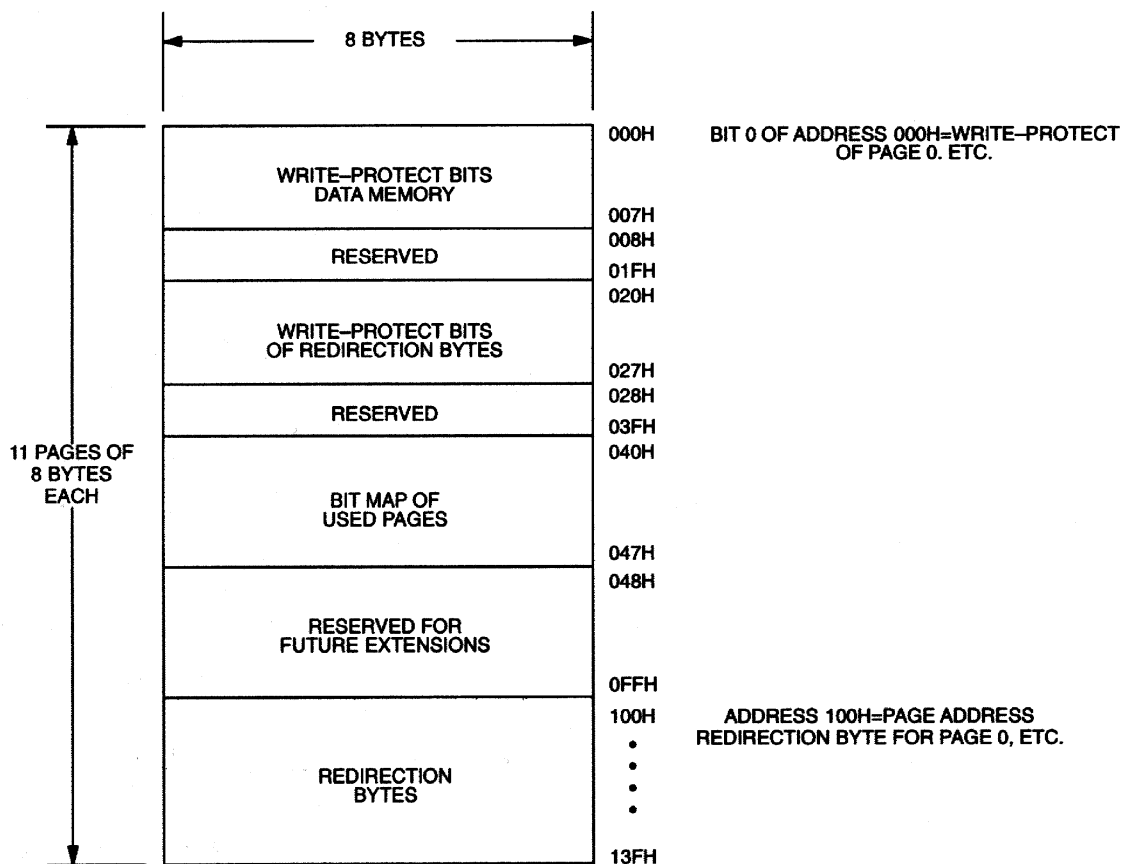 8 BYTES
000H
BIT 0 OF ADDRESS 000H=WRITE–PROTECT
OF PAGE 0. ETC.
WRITE–PROTECT BITS
DATA MEMORY
007H
008H
RESERVED
01FH
020H
WRITE–PROTECT BITS
OF REDIRECTION BYTES
027H
028H
RESERVED
03FH
11 PAGES OF
8 BYTES
EACH
040H
BIT MAP OF
USED PAGES
047H
048H
RESERVED FOR
FUTURE EXTENSIONS
0FFH
100H
ADDRESS 100H=PAGE ADDRESS
REDIRECTION BYTE FOR PAGE 0, ETC.
REDIRECTION
BYTES
13FH